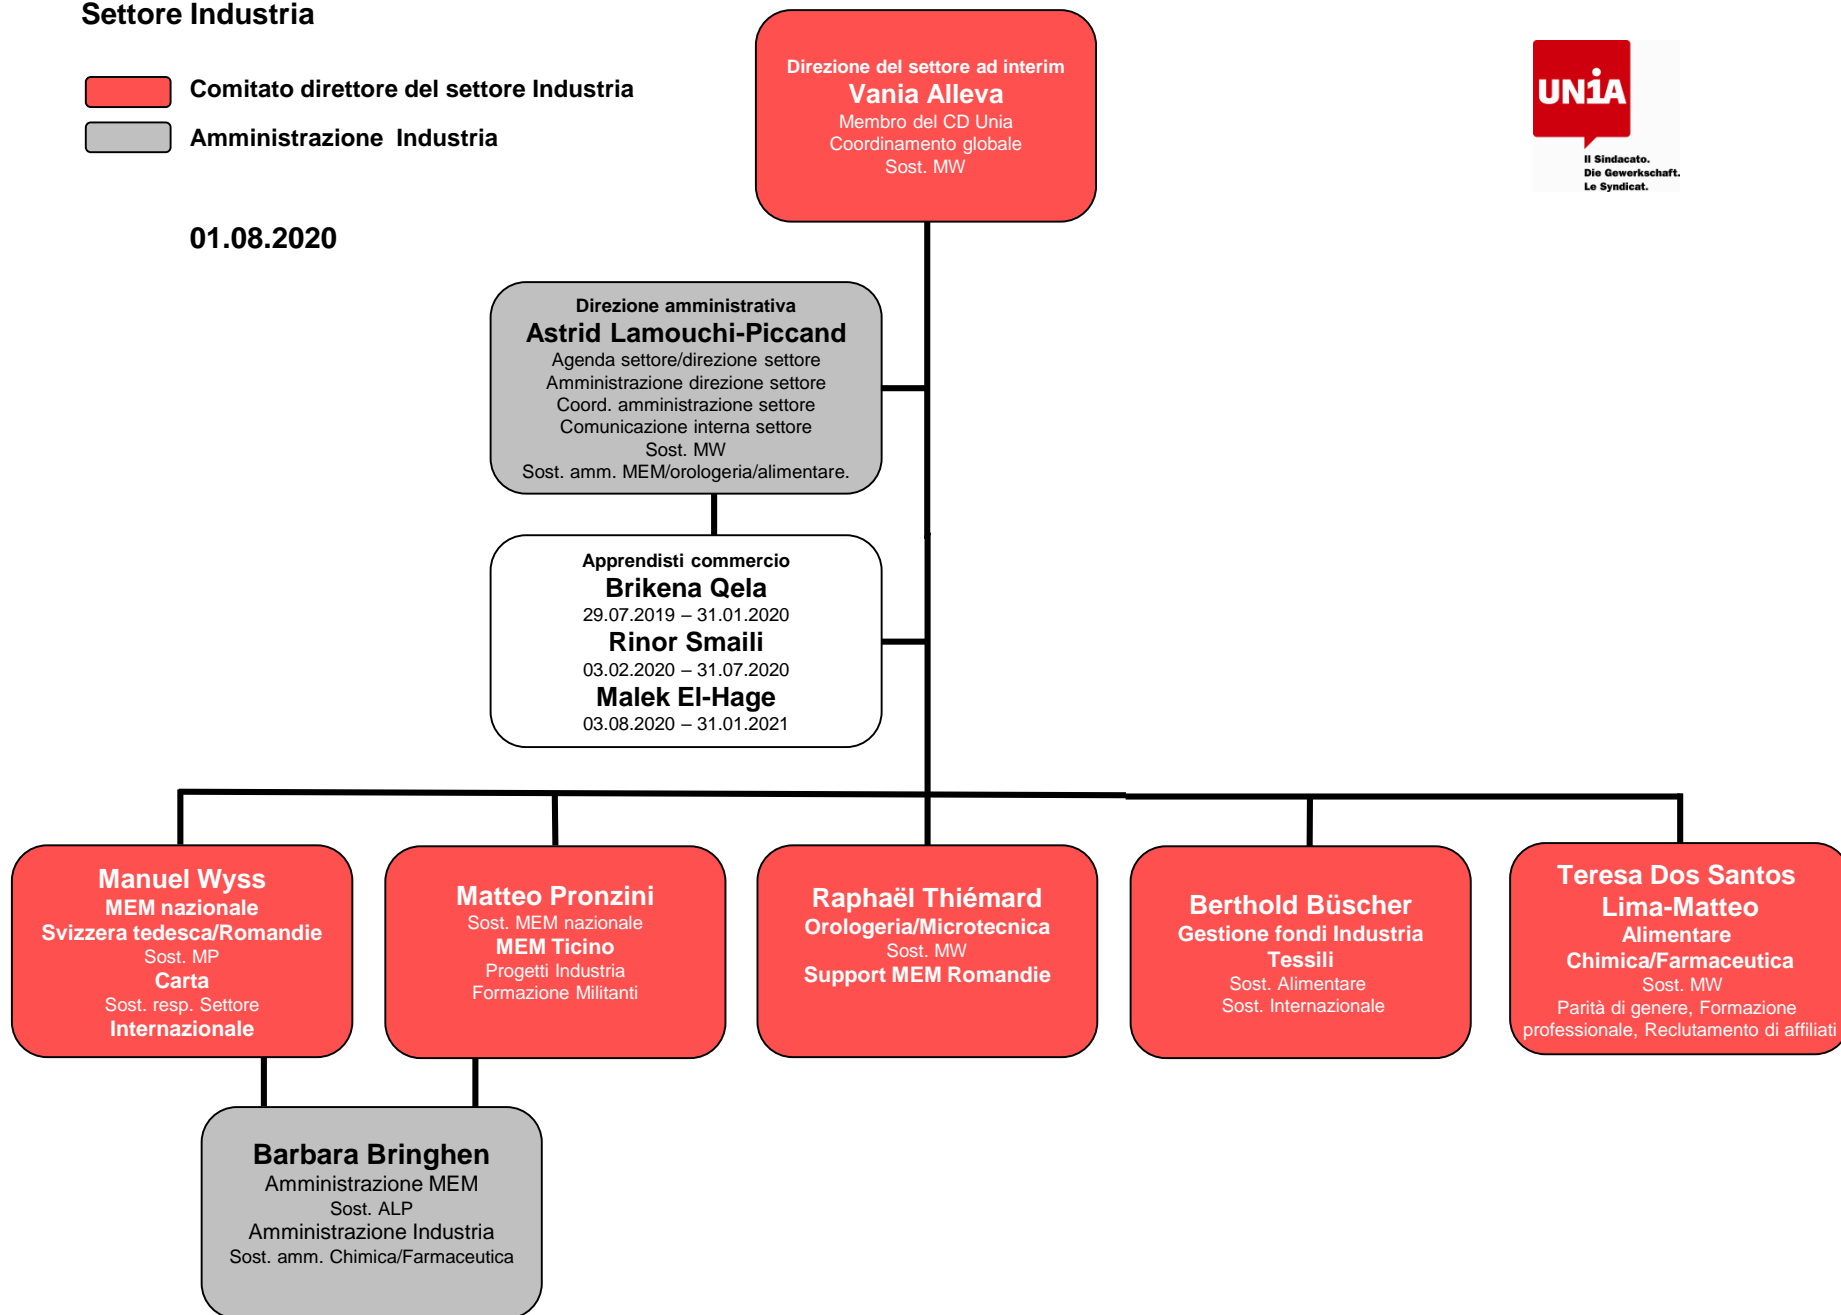 Settore Industria
Comitato direttore del settore Industria
Amministrazione  Industria
01.08.2020
Direzione del settore ad interim
Vania Alleva
Membro del CD Unia
Coordinamento globale
Sost. MW
UNiA
Il Sindacato.
Die Gewerkschaft.
Le Syndicat.
Direzione amministrativa
Astrid Lamouchi-Piccand
Agenda settore/direzione settore
Amministrazione direzione settore
Coord. amministrazione settore
Comunicazione interna settore
Sost. MW
Sost. amm. MEM/orologeria/alimentare.
Apprendisti commercio
Brikena Qela
29.07.2019 – 31.01.2020
Rinor Smaili
03.02.2020 – 31.07.2020
Malek El-Hage
03.08.2020 – 31.01.2021
Manuel Wyss
MEM nazionale
Svizzera tedesca/Romandie
Sost. MP
Carta
Sost. resp. Settore
Internazionale
Matteo Pronzini
Sost. MEM nazionale
MEM Ticino
Progetti Industria
Formazione Militanti
Raphaël Thiémard
Orologeria/Microtecnica
Sost. MW
Support MEM Romandie
Berthold Büscher
Gestione fondi Industria
Tessili
Sost. Alimentare
Sost. Internazionale
Teresa Dos Santos
Lima-Matteo
Alimentare
Chimica/Farmaceutica
Sost. MW
Parità di genere, Formazione
professionale, Reclutamento di affiliati
Barbara Bringhen
Amministrazione MEM
Sost. ALP
Amministrazione Industria
Sost. amm. Chimica/Farmaceutica